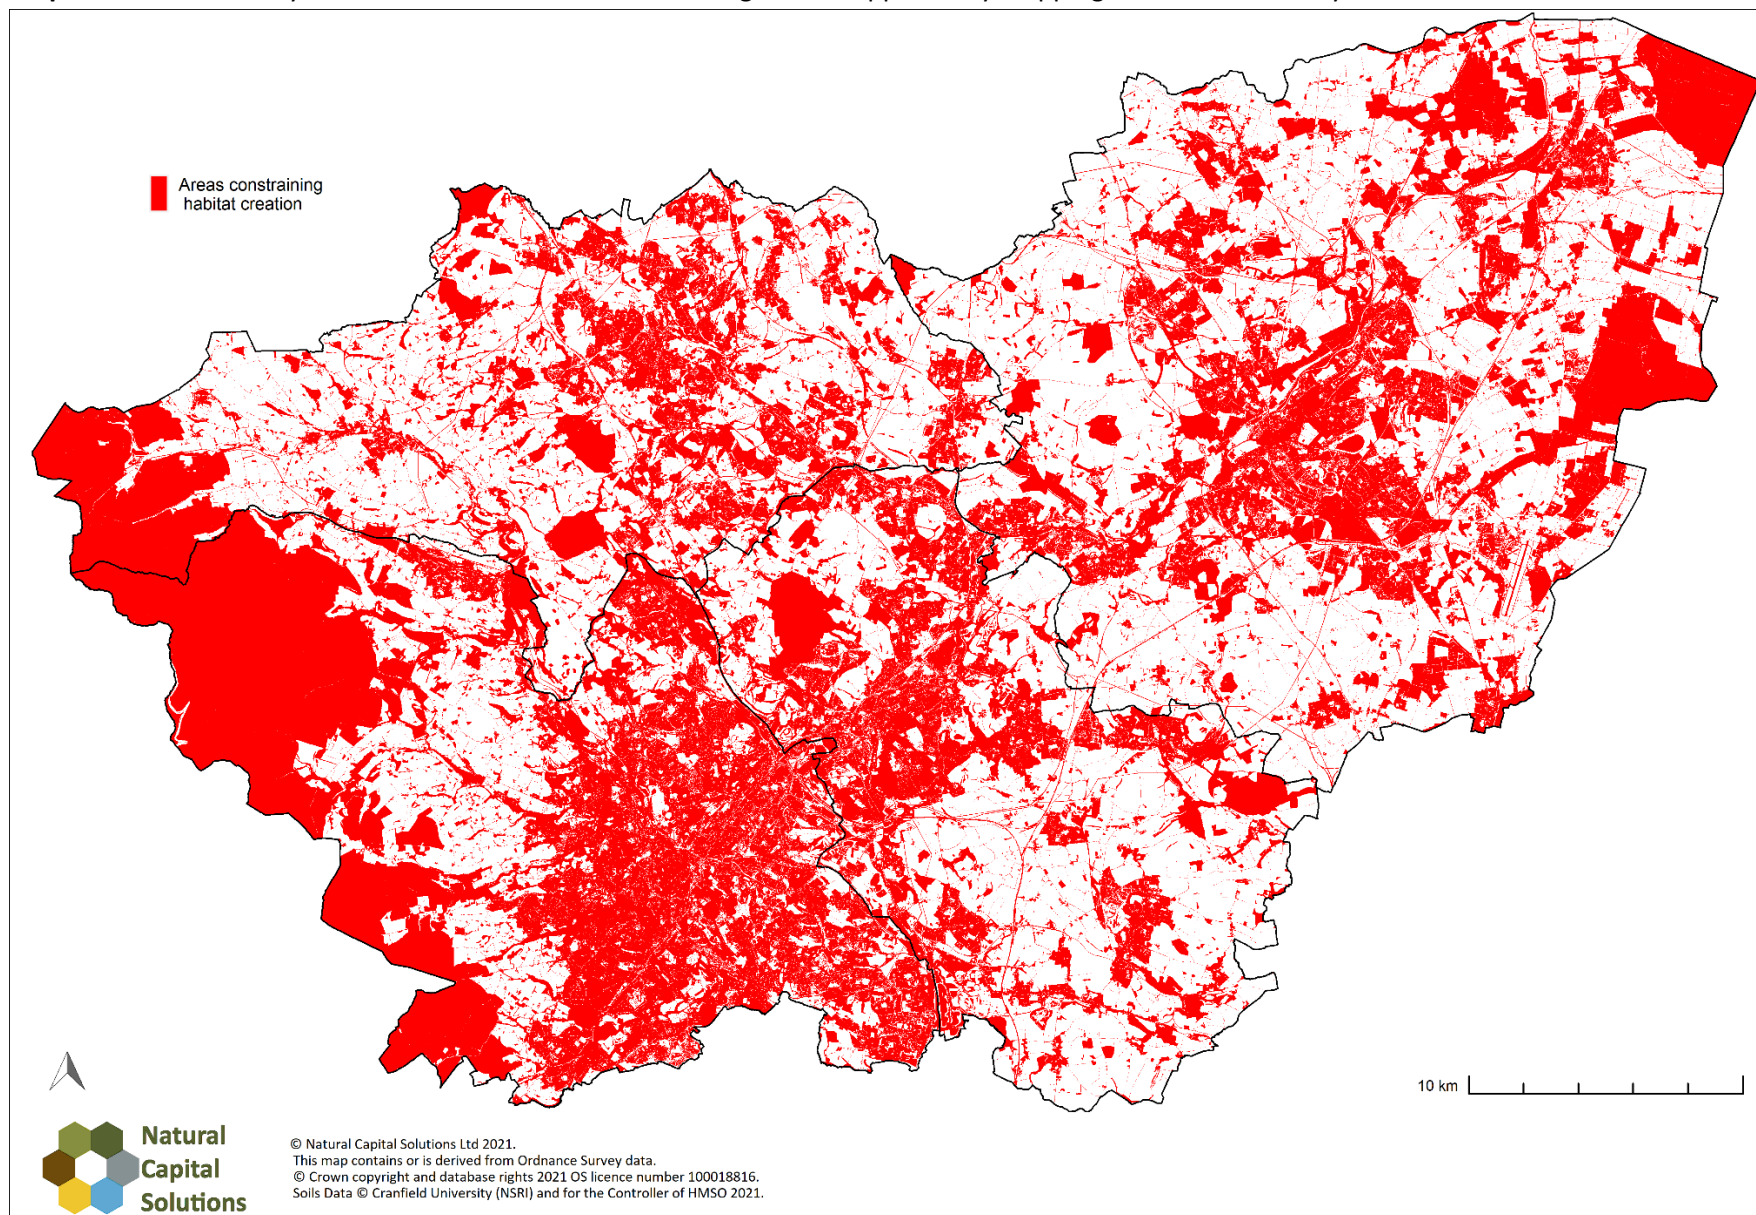 Areas constraining
habitat creation
10 km
Natural
Capital
Solutions
© Natural Capital Solutions Ltd 2021.
This map contains or is derived from Ordnance Survey data.
© Crown copyright and database rights 2021 OS licence number 100018816.
Soils Data © Cranfield University (NSRI) and for the Controller of HMSO 2021.